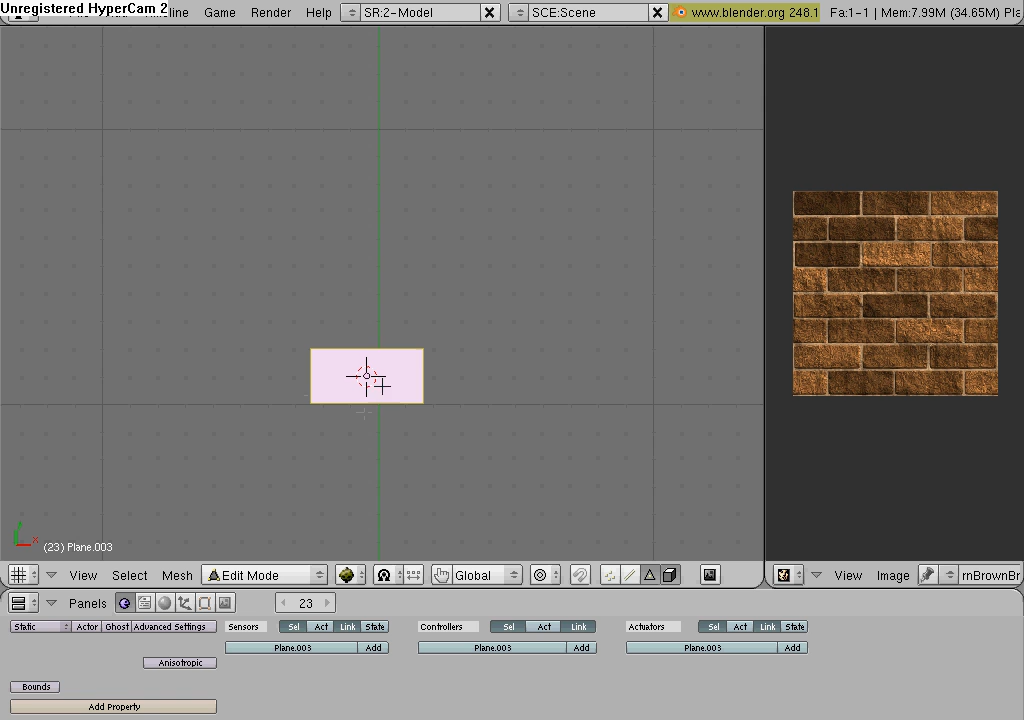 Unregistered HyperCam 2
Game Render Help SR:2-Model SCE:Scene www.blender.org 248.1 Fa:1-1 | Mem:7.99M (34.65M)
x
(23) Plane.003
View Select Mesh Edit Mode Global
View Image
Panels 23
Static Actor Ghost Advanced Settings
Anisotropic
Bounds
Add Property
Sensors Sel Act Link State
Plane.003 Add
Controllers Sel Act Link
Plane.003 Add
Actuators Sel Act Link State
Plane.003 Add